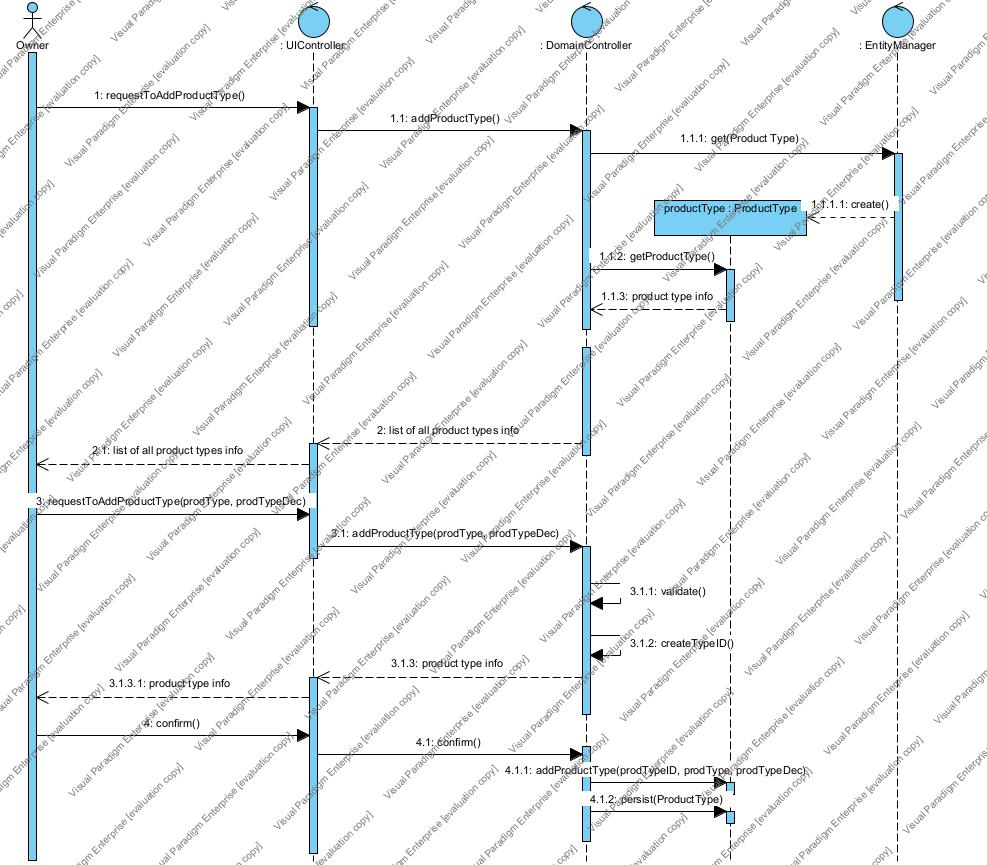 Owner
: UIController
: DomainController
: EntityManager
1: requestToAddProductType()
1.1: addProductType()
1.1.1: get(Product Type)
1.1.1.1: create()
productType : ProductType
1.1.2: getProductType()
1.1.3: product type info
2: list of all product types info
2.1: list of all product types info
3: requestToAddProductType(prodType, prodTypeDec)
3.1: addProductType(prodType, prodTypeDec)
3.1.1: validate()
3.1.2: createTypeID()
3.1.3: product type info
3.1.3.1: product type info
4: confirm()
4.1: confirm()
4.1.1: addProductType(prodTypeID, prodType, prodTypeDec)
4.1.2: persist(ProductType)
Visual Paradigm Enterprise [evaluation copy]